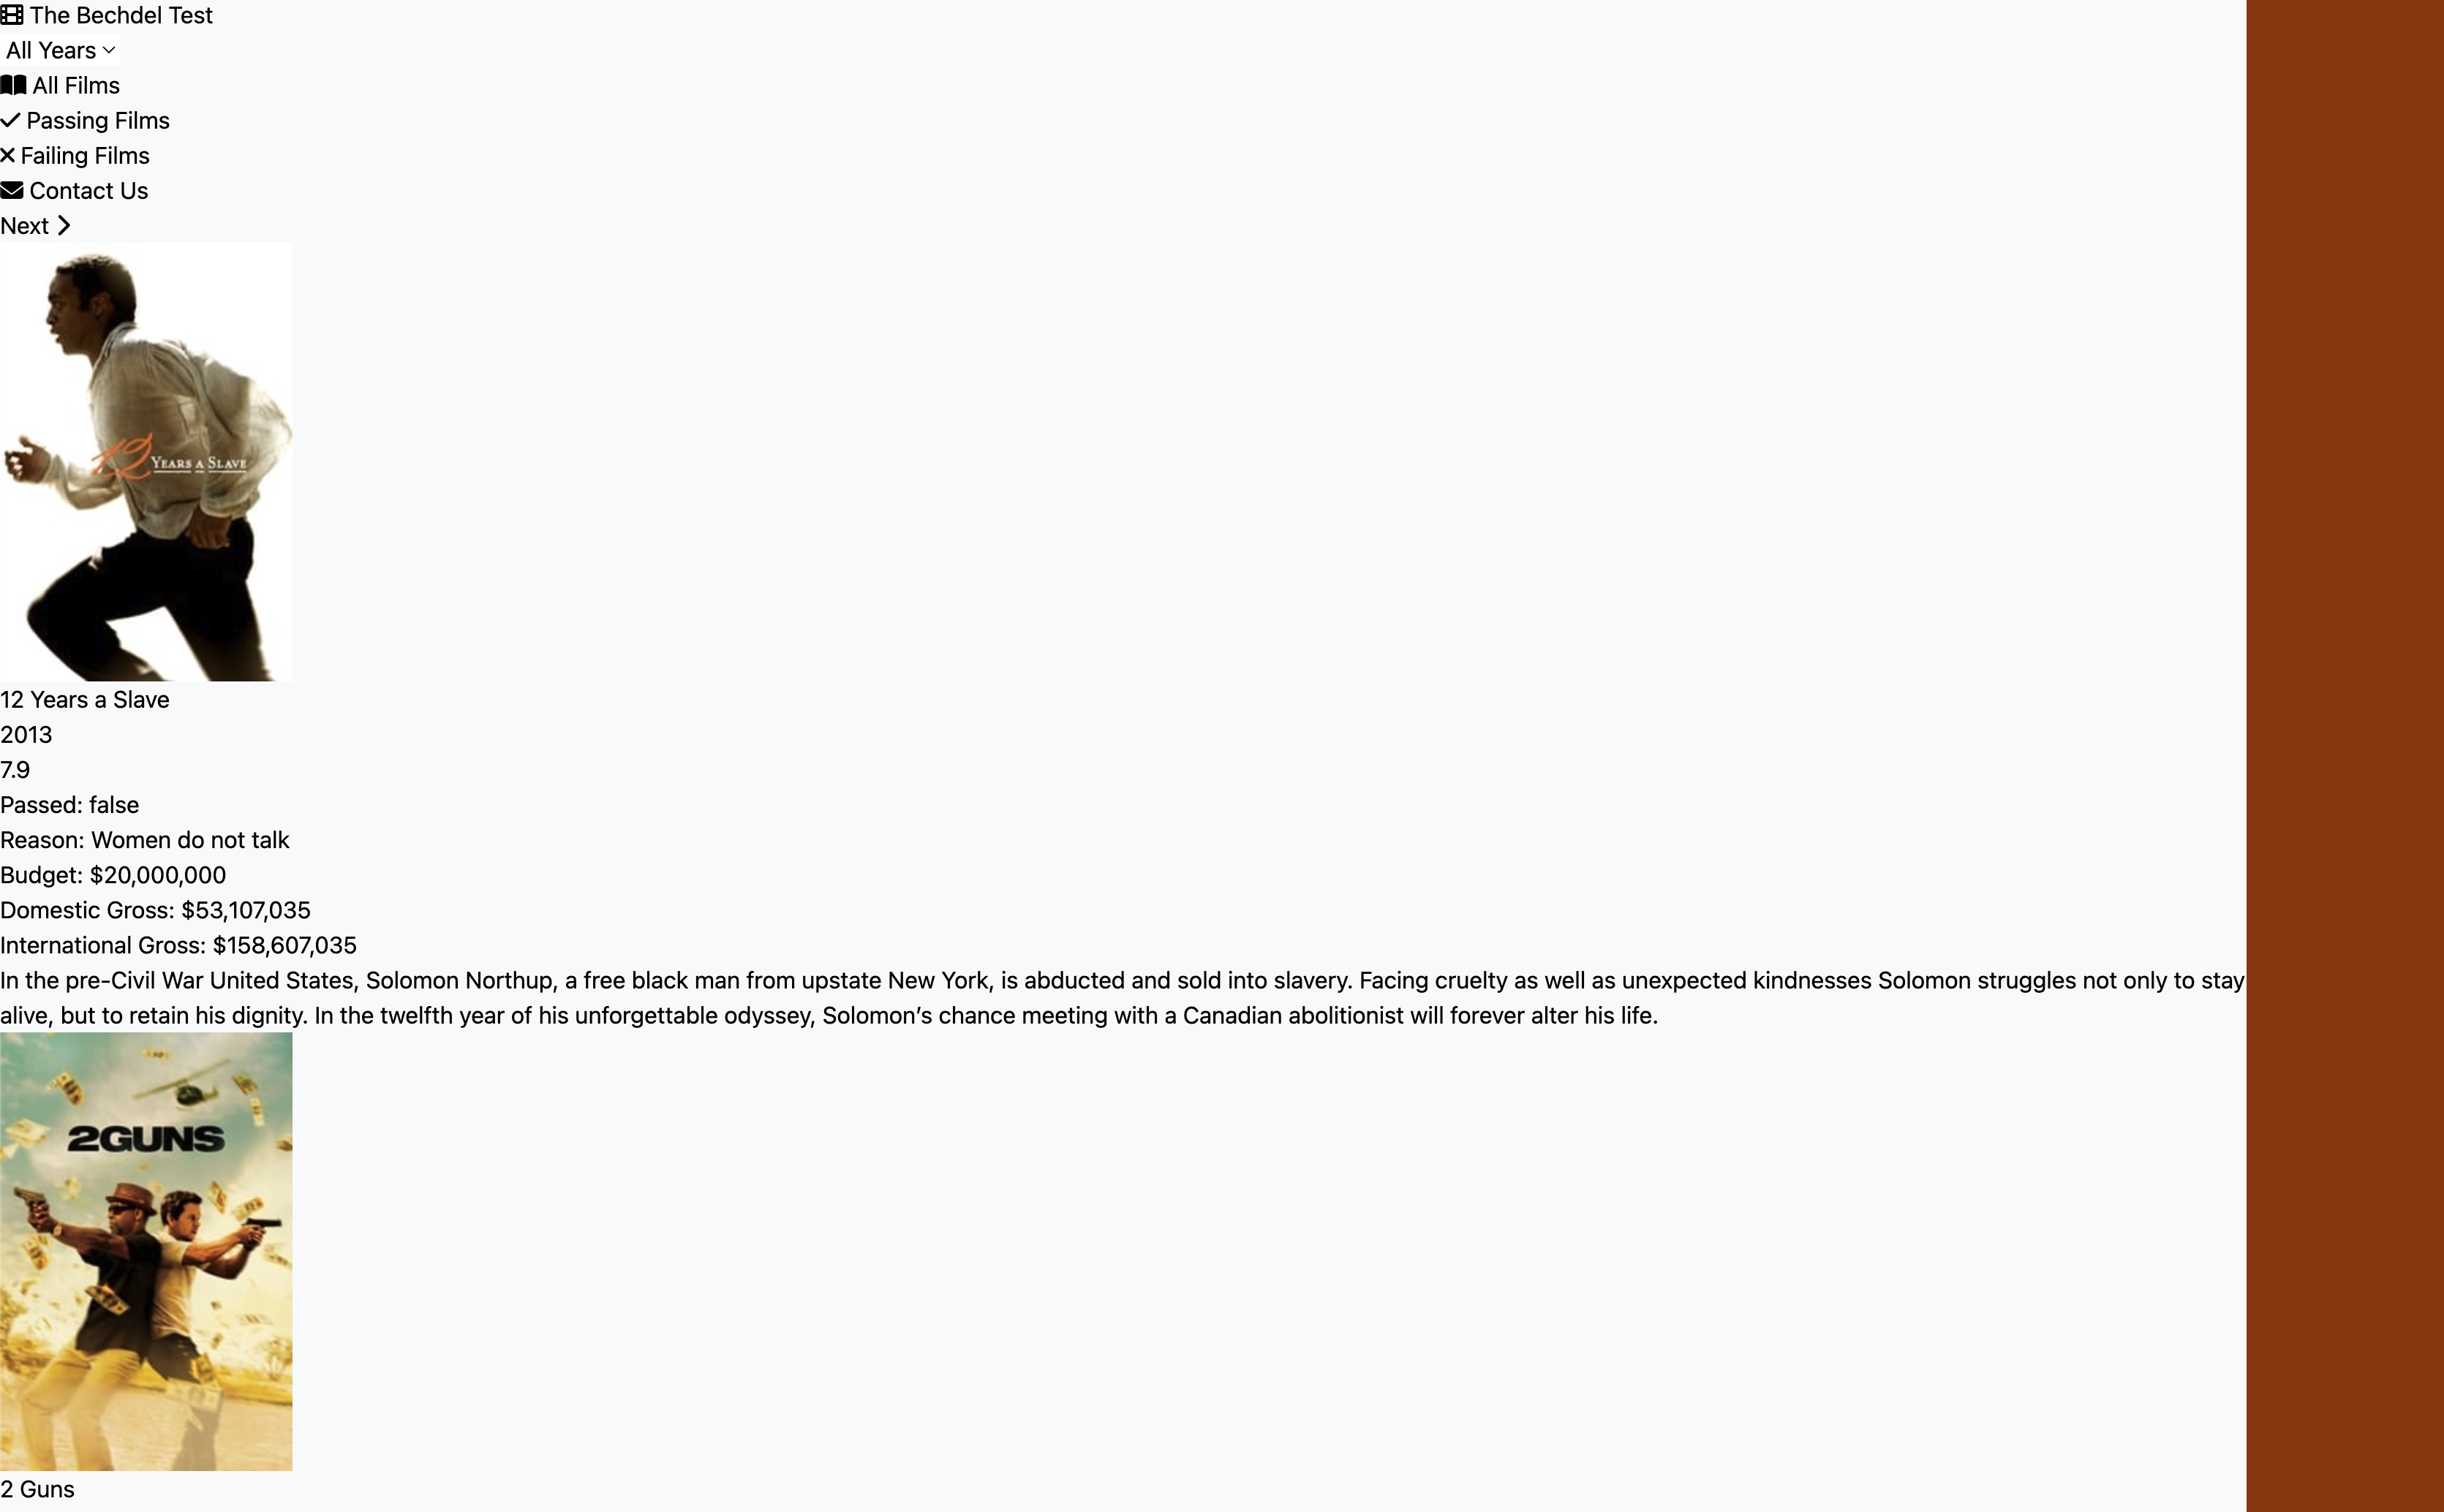 The Bechdel Test
All Years
All Films
Passing Films
Failing Films
Contact Us
Next
12 YEARS A SLAVE
12 Years a Slave
2013
7.9
Passed: false
Reason: Women do not talk
Budget: $20,000,000
Domestic Gross: $53,107,035
International Gross: $158,607,035
In the pre-Civil War United States, Solomon Northup, a free black man from upstate New York, is abducted and sold into slavery. Facing cruelty as well as unexpected kindnesses Solomon struggles not only to stay
alive, but to retain his dignity. In the twelfth year of his unforgettable odyssey, Solomon’s chance meeting with a Canadian abolitionist will forever alter his life.
2GUNS
2 Guns